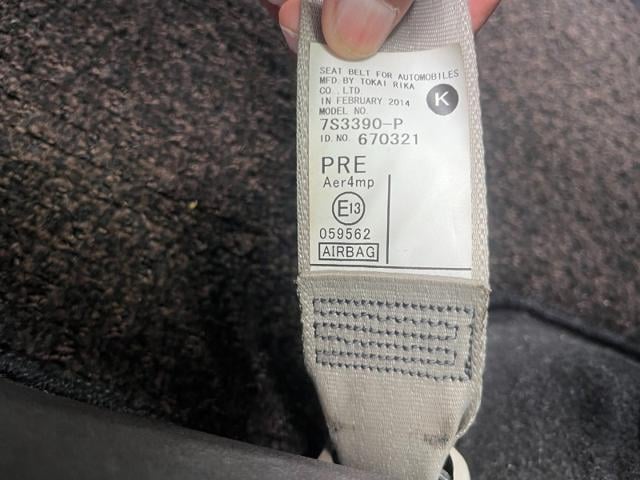 SEAT BELT FOR AUTOMOBILES
MFD.BY TOKAI RIKA
CO.,LTD
IN FEBRUARY 2014
K
MODEL NO.
7S3390-P
ID.NO. 670321
PRE
Aer4mp
E13
059562
AIRBAG